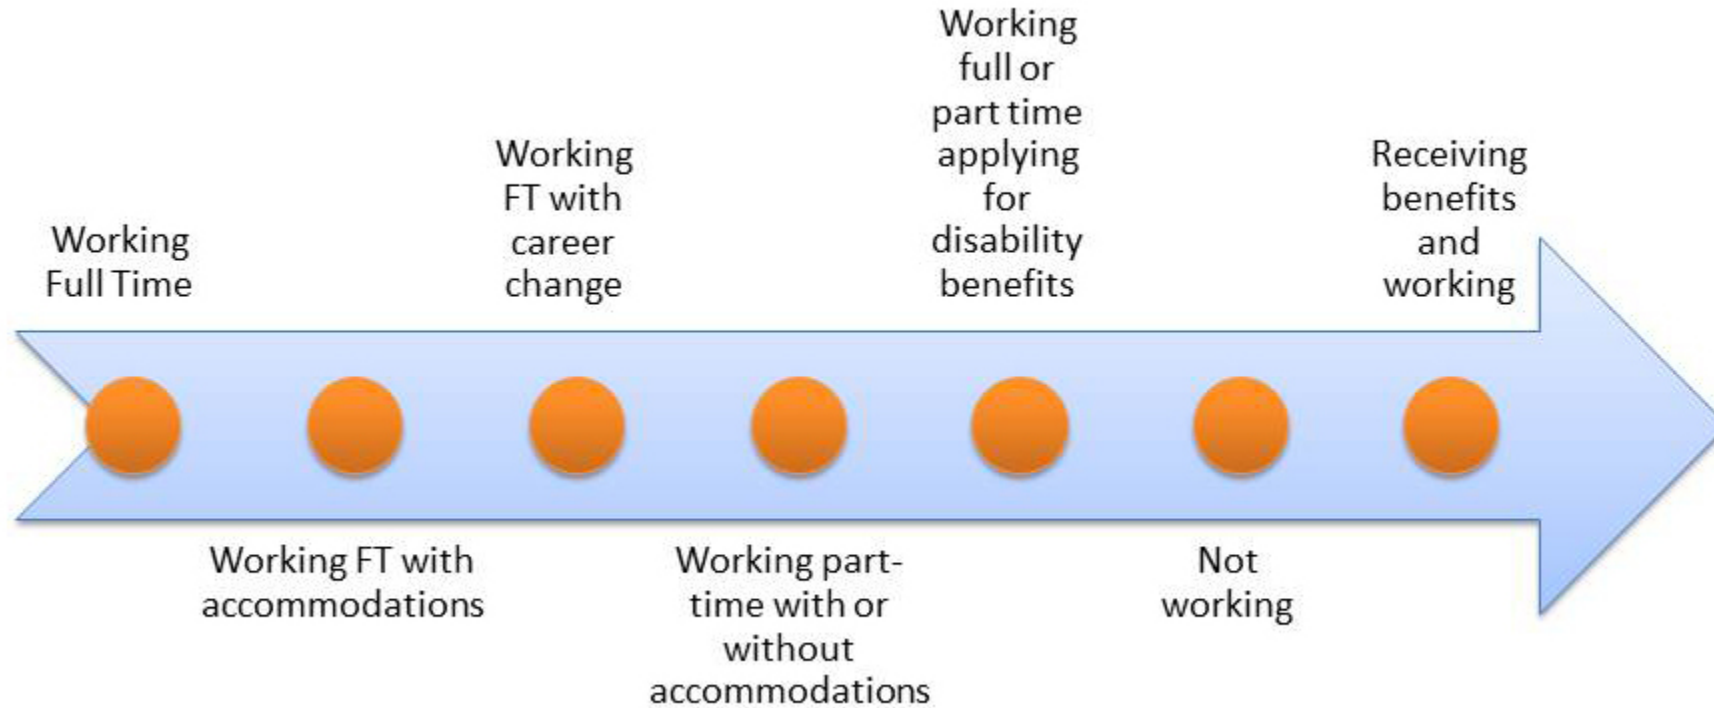 Working
Full Time
Working FT with
accommodations
Working
FT with
career
change
Working part-
time with or
without
accommodations
Working
full or
part time
applying
for
disability
benefits
Not
working
Receiving
benefits
and
working